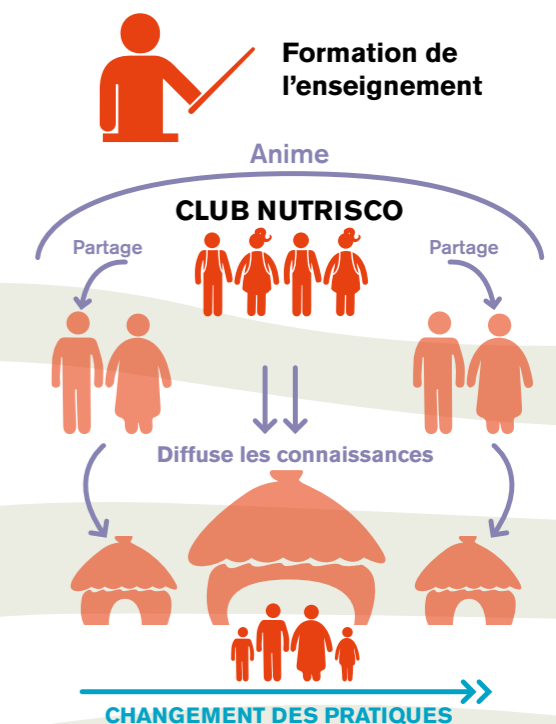 Formation de
l’enseignement
Anime
CLUB NUTRISCO
Partage
Partage
Diffuse les connaissances
CHANGEMENT DES PRATIQUES